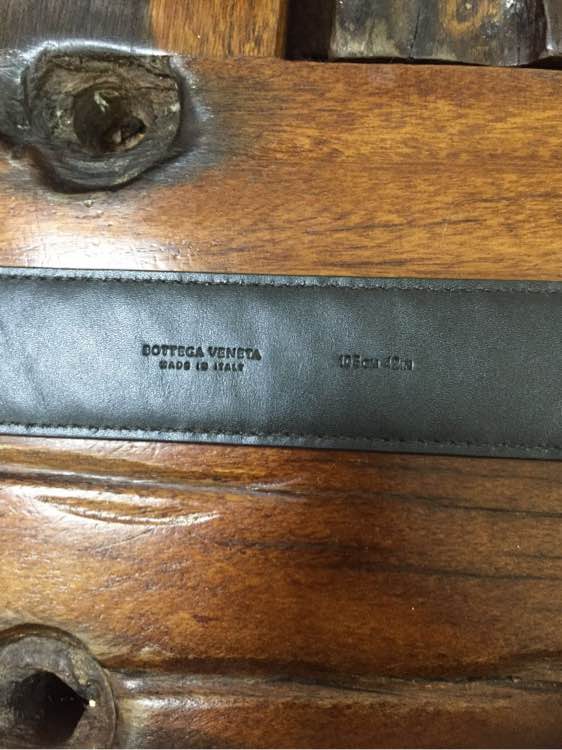 BOTTEGA VENETA
MADE IN ITALY
105cm 42in